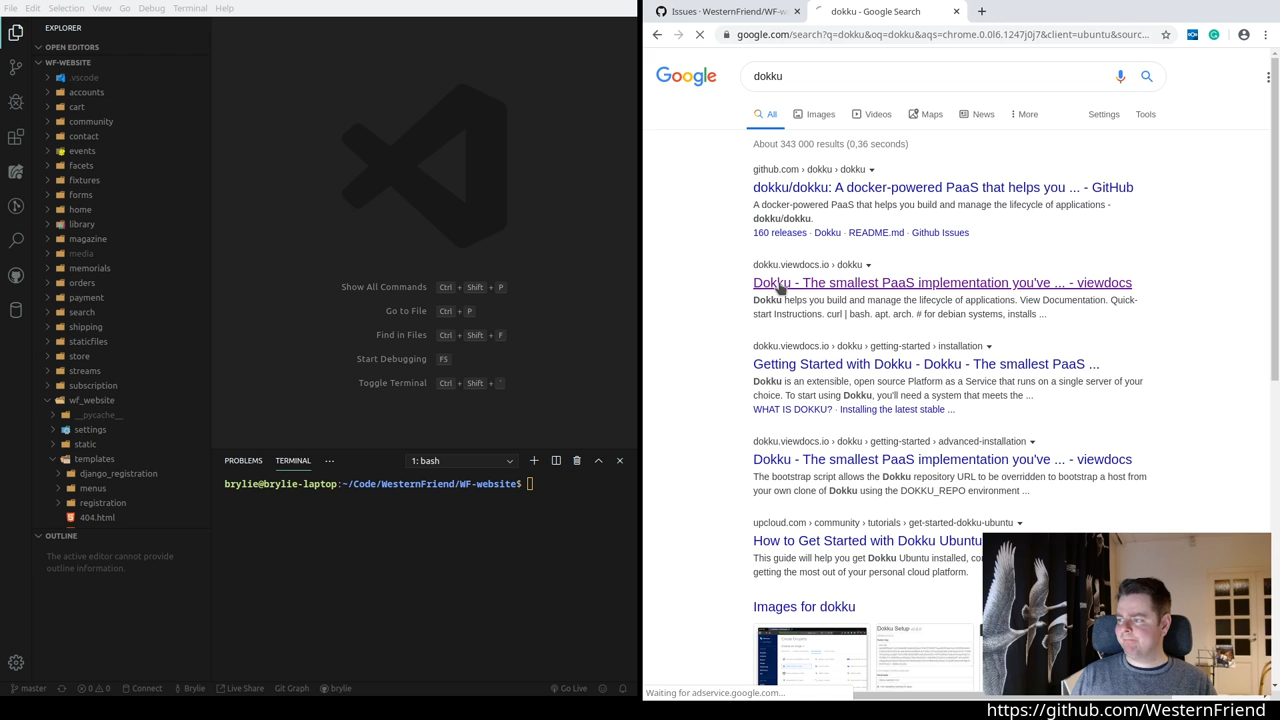 File Edit Selection View Go Debug Terminal Help
EXPLORER
OPEN EDITORS
WF-WEBSITE
.vscode
accounts
cart
community
contact
events
facets
fixtures
forms
home
library
magazine
media
memorials
orders
payment
search
shipping
staticfiles
store
streams
subscription
wf_website
__pycache__
settings
static
templates
django_registration
menus
registration
404.html
OUTLINE
The active editor cannot provide
outline information.
Show All Commands Ctrl + Shift + P
Go to File Ctrl + P
Find in Files Ctrl + Shift + F
Start Debugging F5
Toggle Terminal Ctrl + Shift + `
PROBLEMS TERMINAL ··· 1: bash
brylie@brylie-laptop:~/Code/WesternFriend/WF-website$
master 0 0 Connect Brylie Live Share Git Graph brylie Go Live
Issues · WesternFriend/WF-w
dokku - Google Search
google.com/search?q=dokku&oq=dokku&aqs=chrome.0.0l6.1247j0j7&client=ubuntu&sourc...
Google
dokku
All Images Videos Maps News More Settings Tools
About 343 000 results (0,36 seconds)
github.com › dokku › dokku
dokku/dokku: A docker-powered PaaS that helps you ... - GitHub
A docker-powered PaaS that helps you build and manage the lifecycle of applications -
dokku/dokku.
160 releases · Dokku · README.md · Github Issues
dokku.viewdocs.io › dokku
Dokku - The smallest PaaS implementation you've ... - viewdocs
Dokku helps you build and manage the lifecycle of applications. View Documentation. Quick-
start Instructions. curl | bash. apt. arch. # for debian systems, installs ...
dokku.viewdocs.io › dokku › getting-started › installation
Getting Started with Dokku - Dokku - The smallest PaaS ...
Dokku is an extensible, open source Platform as a Service that runs on a single server of your
choice. To start using Dokku, you'll need a system that meets the ...
WHAT IS DOKKU? · Installing the latest stable ...
dokku.viewdocs.io › dokku › getting-started › advanced-installation
Dokku - The smallest PaaS implementation you've ... - viewdocs
The bootstrap script allows the Dokku repository URL to be overridden to bootstrap a host from
your own clone of Dokku using the DOKKU_REPO environment ...
upcloud.com › community › tutorials › get-started-dokku-ubuntu
How to Get Started with Dokku Ubuntu
This guide will help you get Dokku Ubuntu installed, co
getting the most out of your personal cloud platform.
Images for dokku
Dokku Setup
Waiting for adservice.google.com...
https://github.com/WesternFriend